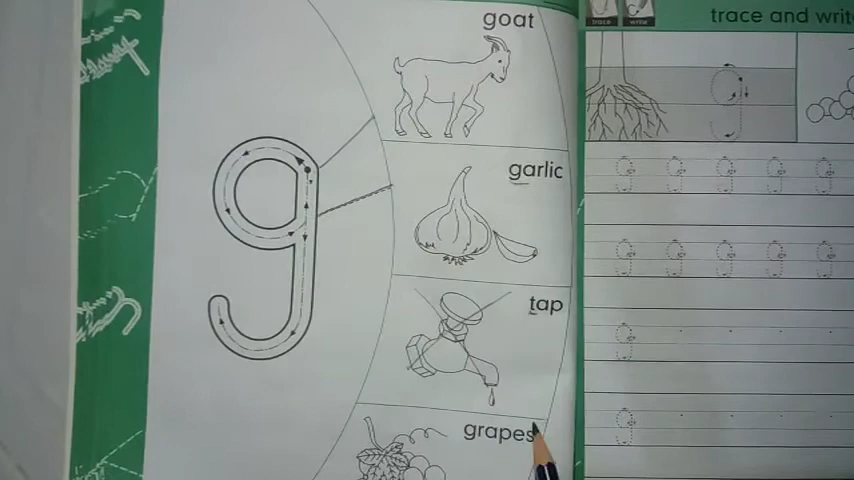 goat
garlic
tap
grapes
g
trace
write
trace and writ
g
g g g g g
g g g g g
g
g